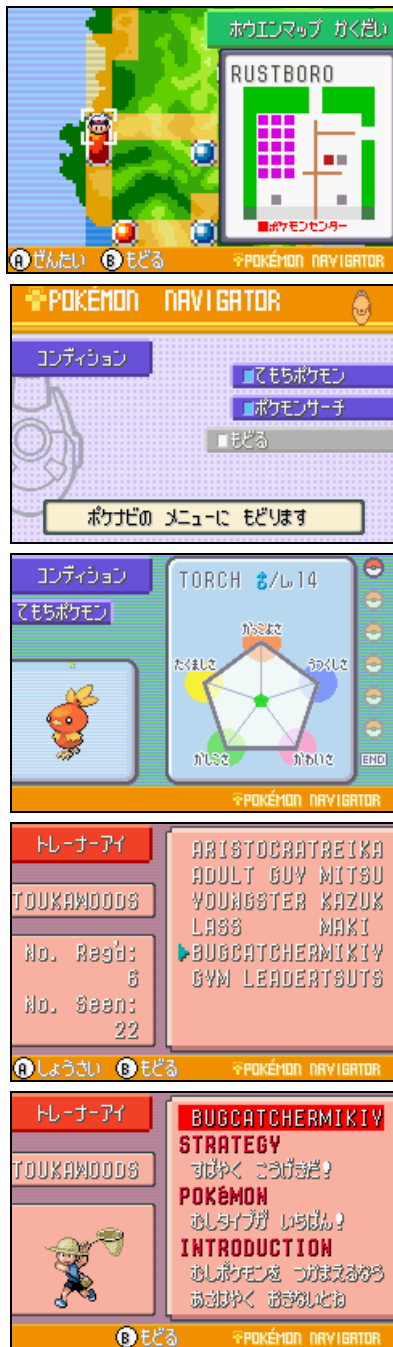 ホウエンマップ かくだい
RUSTBORO
■ポケモンセンター
Ⓐぜんたい Ⓑもどる
POKéMON NAVIGATOR
POKéMON NAVIGATOR
コンディション
てもちポケモン
ポケモンサーチ
もどる
ポケナビの メニューに もどります
コンディション
てもちポケモン
TORCH ♂/Lv14
かっこよさ
たくましさ
うつくしさ
かしこさ
かわいさ
END
POKéMON NAVIGATOR
トレーナーアイ
TOUKAWOODS
No. Reg'd:
6
No. Seen:
22
ARISTOCRATREIKA
ADULT GUY MITSU
YOUNGSTER KAZUK
LASS MAKI
▶BUGCATCHERMIKIY
GYM LEADERTSUTS
Ⓐしょうさい Ⓑもどる
POKéMON NAVIGATOR
トレーナーアイ
TOUKAWOODS
BUGCATCHERMIKIY
STRATEGY
すばやく こうげきだ!
POKéMON
むしタイプが いちばん!
INTRODUCTION
むしポケモンを つかまえるなら
あさはやく おきないとね
Ⓑもどる
POKéMON NAVIGATOR